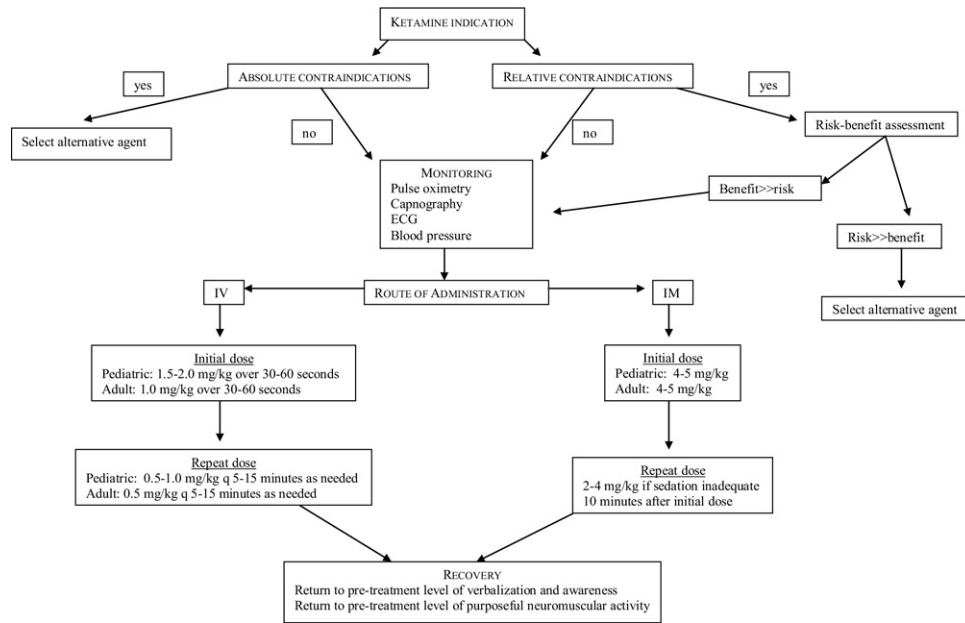 KETAMINE INDICATION
ABSOLUTE CONTRAINDICATIONS
RELATIVE CONTRAINDICATIONS
yes
yes
Select alternative agent
no
no
Risk-benefit assessment
MONITORING
Pulse oximetry
Capnography
ECG
Blood pressure
Benefit>>risk
Risk>>benefit
Select alternative agent
IV
ROUTE OF ADMINISTRATION
IM
Initial dose
Pediatric: 1.5-2.0 mg/kg over 30-60 seconds
Adult: 1.0 mg/kg over 30-60 seconds
Initial dose
Pediatric: 4-5 mg/kg
Adult: 4-5 mg/kg
Repeat dose
Pediatric: 0.5-1.0 mg/kg q 5-15 minutes as needed
Adult: 0.5 mg/kg q 5-15 minutes as needed
Repeat dose
2-4 mg/kg if sedation inadequate
10 minutes after initial dose
RECOVERY
Return to pre-treatment level of verbalization and awareness
Return to pre-treatment level of purposeful neuromuscular activity